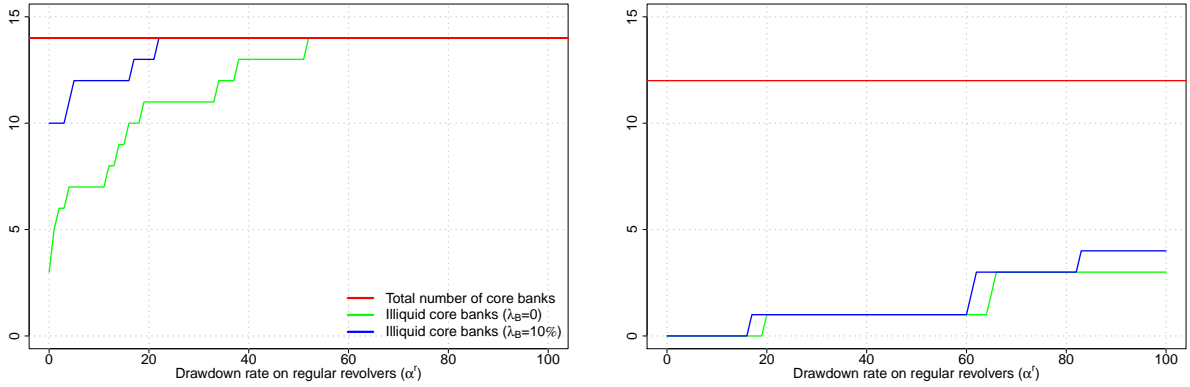 15
10
5
0
Total number of core banks
Illiquid core banks (λB=0)
Illiquid core banks (λB=10%)
0 20 40 60 80 100
Drawdown rate on regular revolvers (αr)
15
10
5
0
0 20 40 60 80 100
Drawdown rate on regular revolvers (αr)